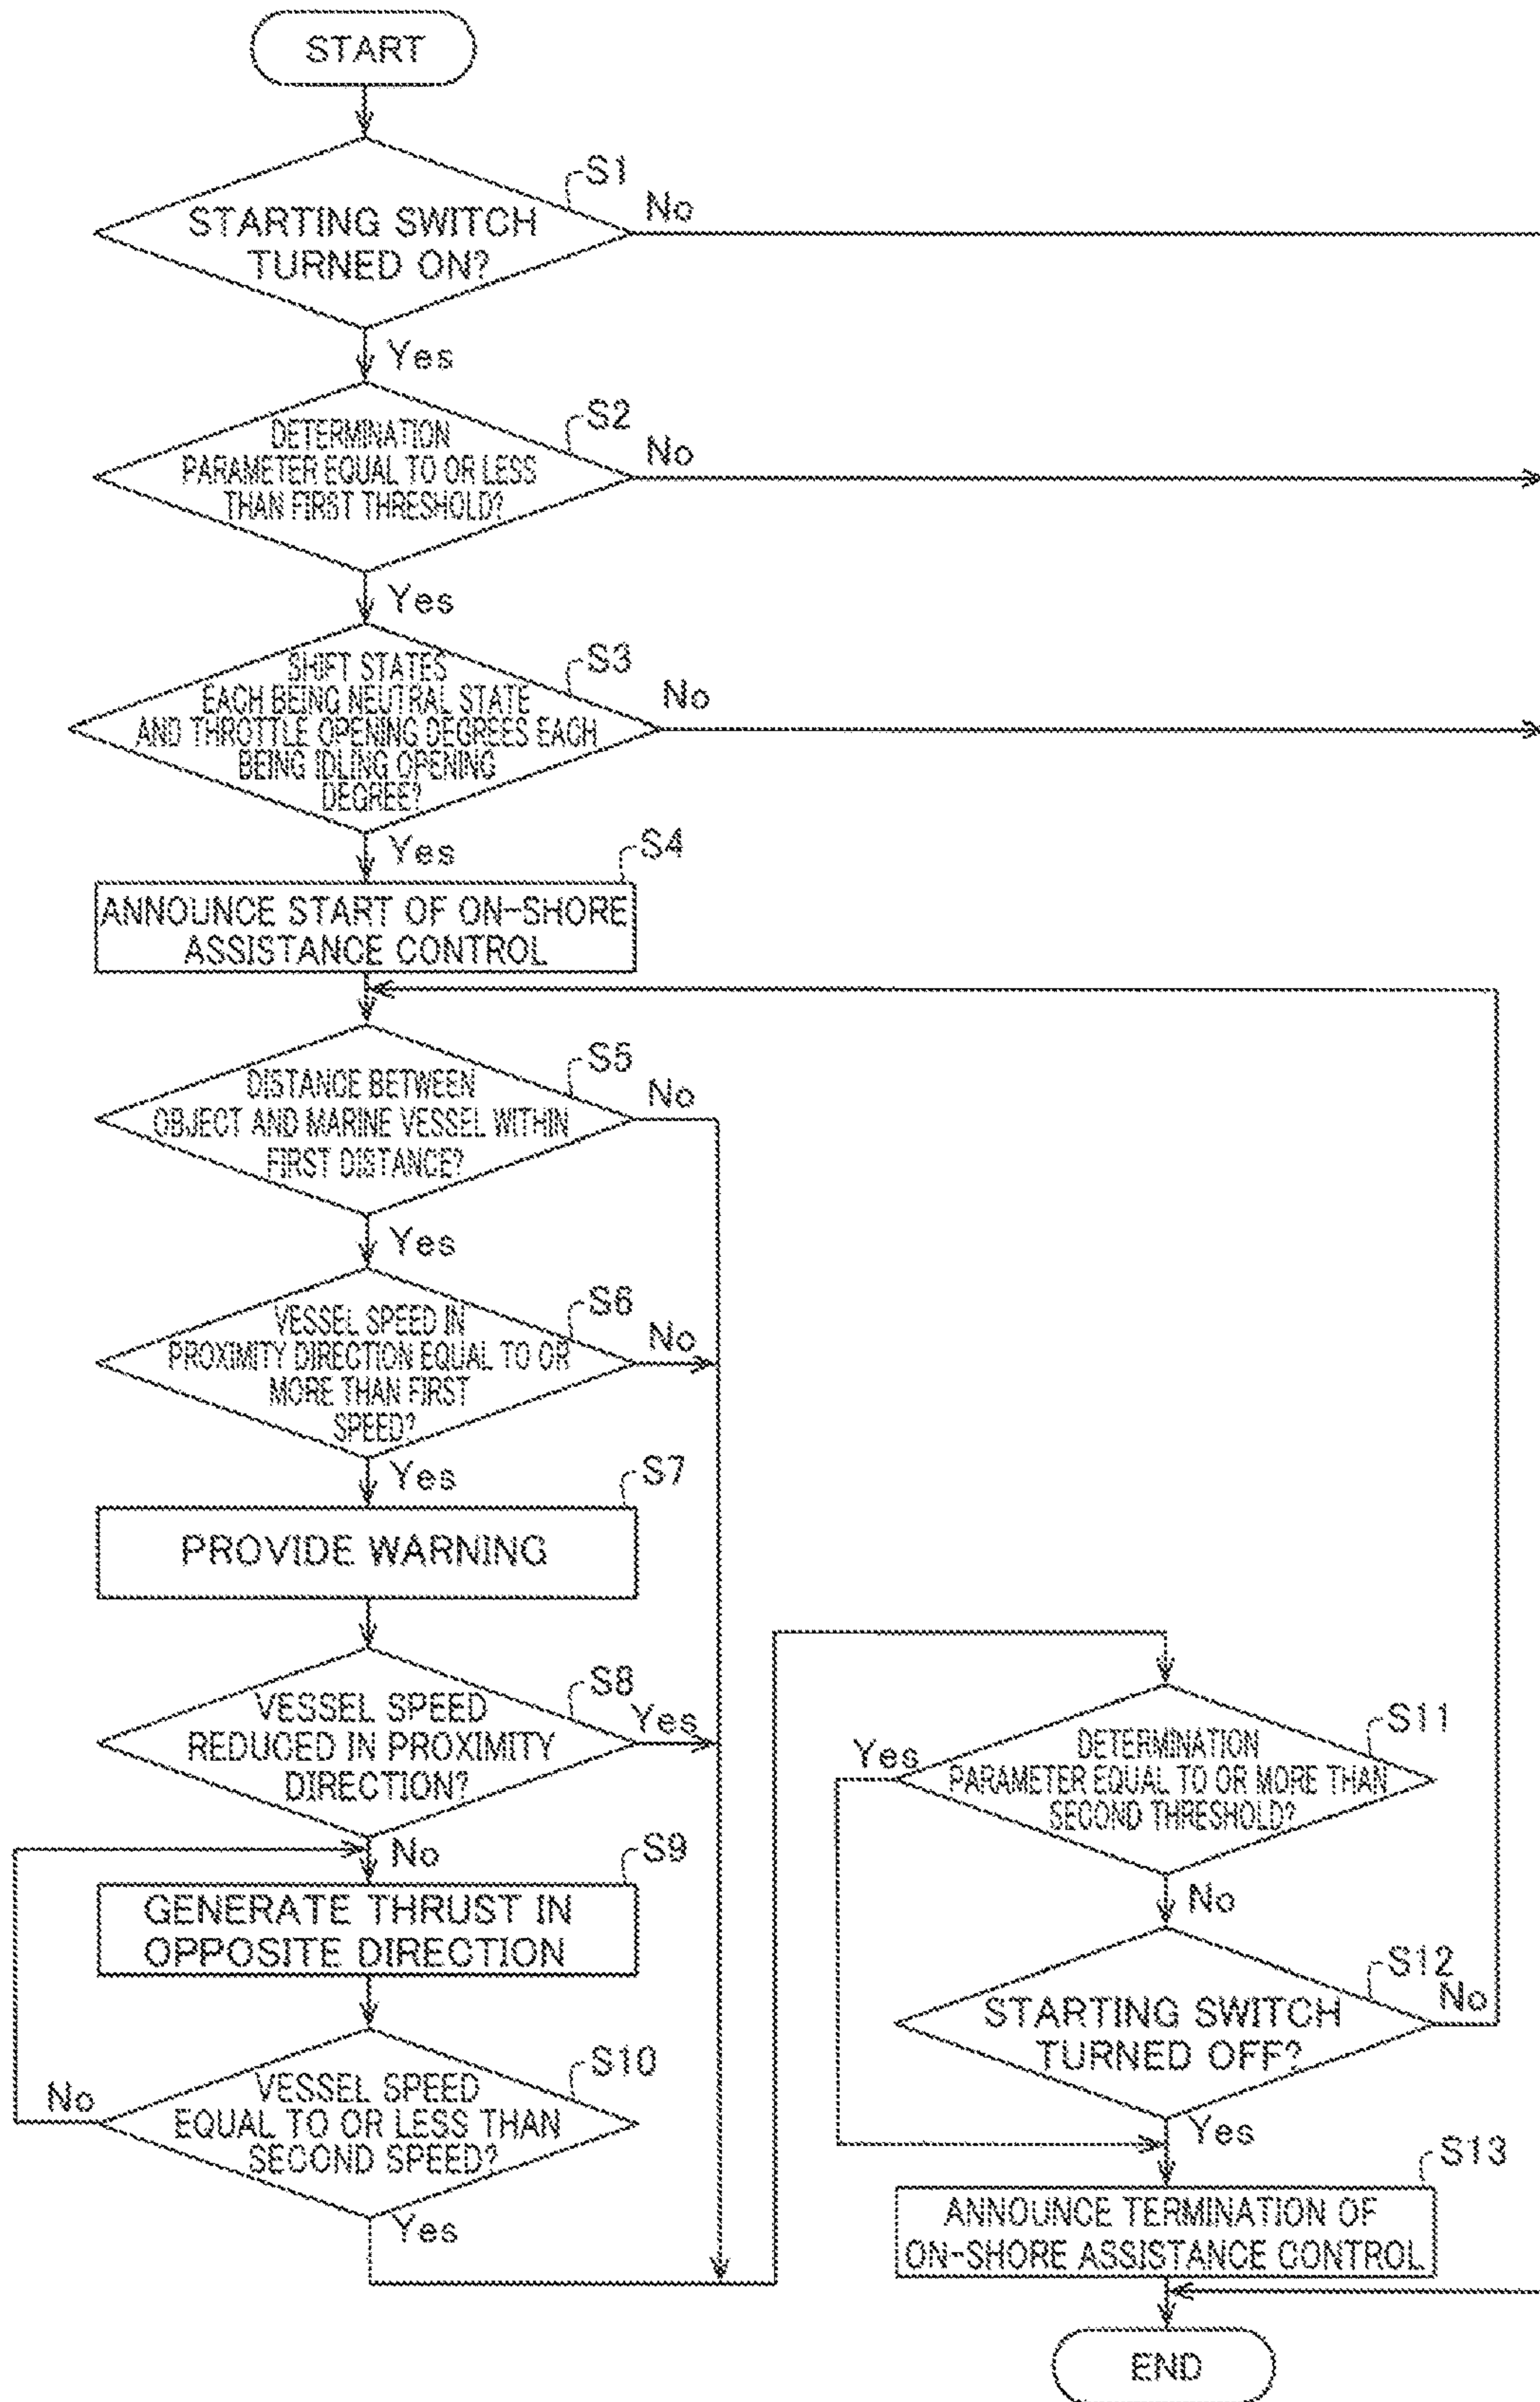 START
S1
STARTING SWITCH
TURNED ON?
No
Yes
S2
DETERMINATION
PARAMETER EQUAL TO OR LESS
THAN FIRST THRESHOLD?
No
Yes
S3
SHIFT STATES
EACH BEING NEUTRAL STATE
AND THROTTLE OPENING DEGREES EACH
BEING IDLING OPENING
DEGREE?
No
Yes
S4
ANNOUNCE START OF ON-SHORE
ASSISTANCE CONTROL
S5
DISTANCE BETWEEN
OBJECT AND MARINE VESSEL WITHIN
FIRST DISTANCE?
No
Yes
S6
VESSEL SPEED IN
PROXIMITY DIRECTION EQUAL TO OR
MORE THAN FIRST
SPEED?
No
Yes
S7
PROVIDE WARNING
S8
VESSEL SPEED
REDUCED IN PROXIMITY
DIRECTION?
Yes
No
S9
GENERATE THRUST IN
OPPOSITE DIRECTION
S10
VESSEL SPEED
EQUAL TO OR LESS THAN
SECOND SPEED?
No
Yes
S11
DETERMINATION
PARAMETER EQUAL TO OR MORE THAN
SECOND THRESHOLD?
Yes
No
S12
STARTING SWITCH
TURNED OFF?
No
Yes
S13
ANNOUNCE TERMINATION OF
ON-SHORE ASSISTANCE CONTROL
END